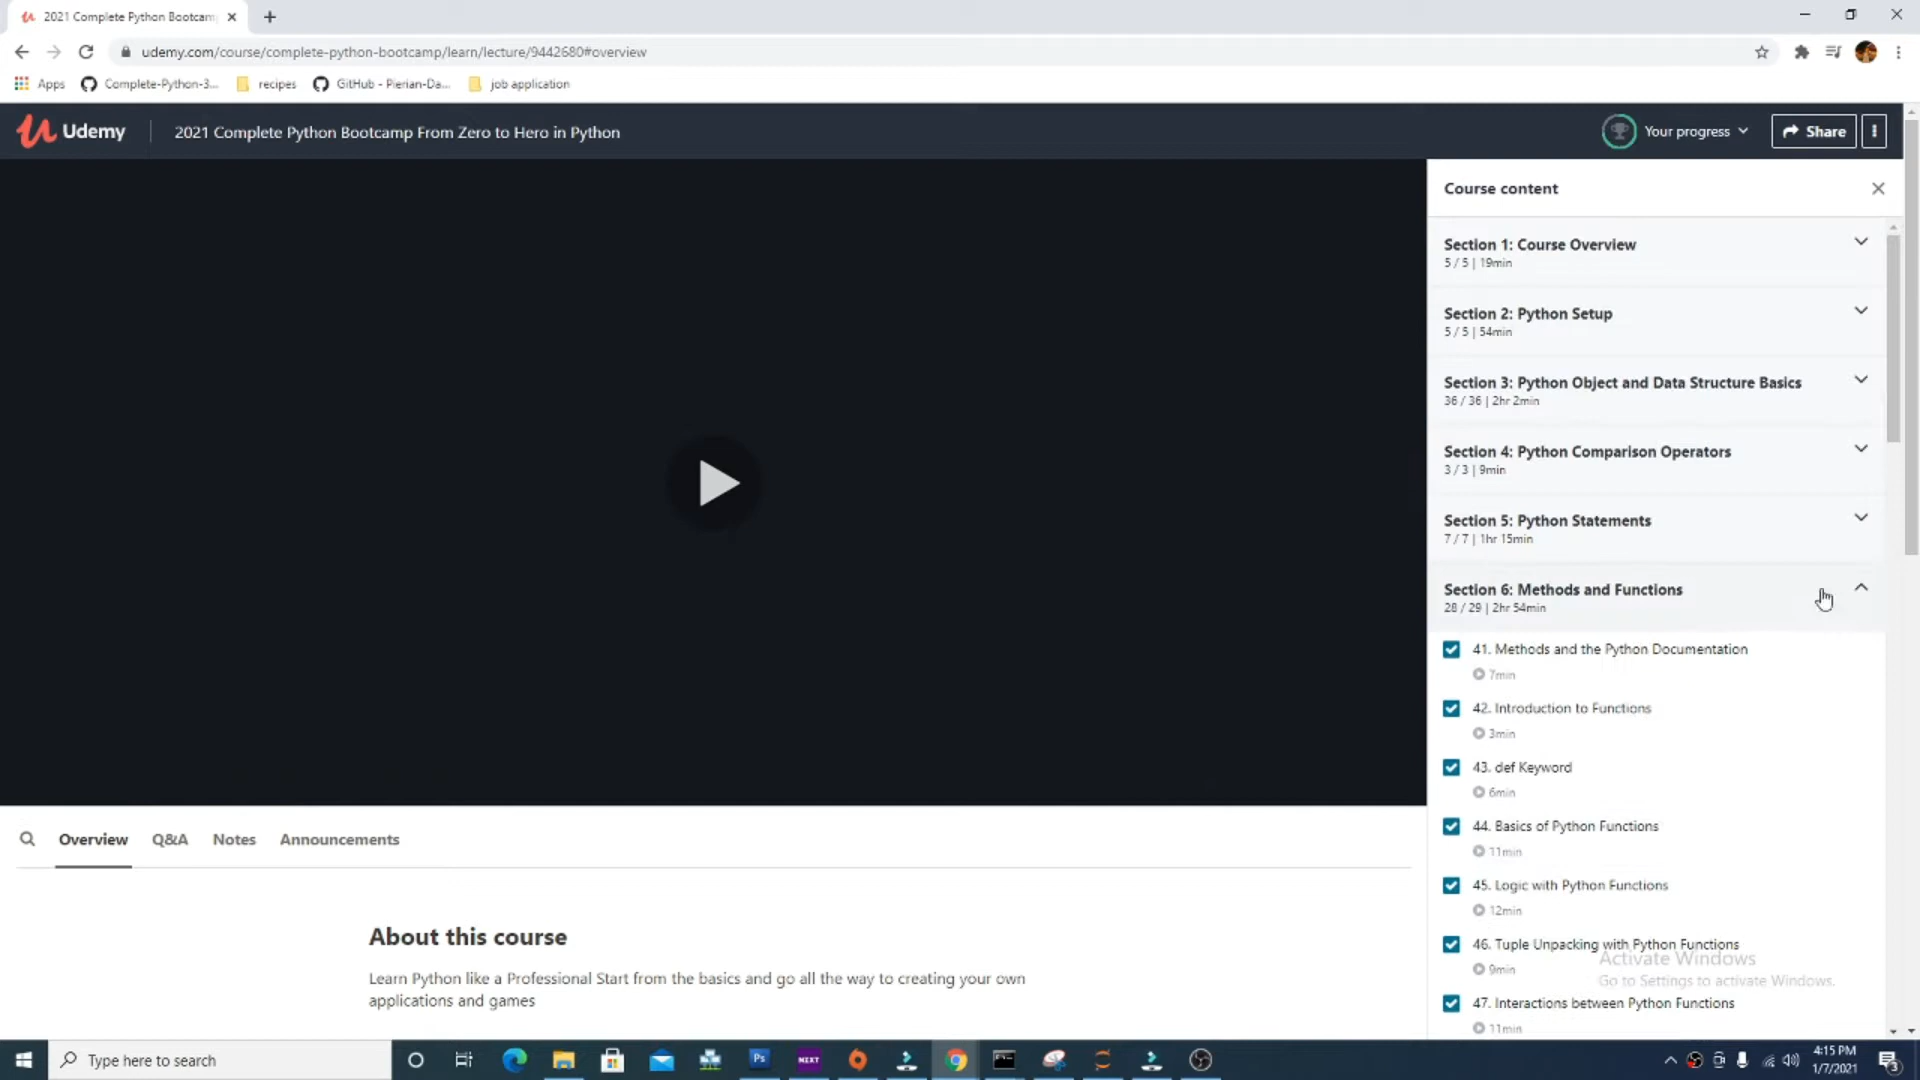 2021 Complete Python Bootcam
udemy.com/course/complete-python-bootcamp/learn/lecture/9442680#overview
Apps
Complete-Python-3...
recipes
GitHub - Pierian-Da...
job application
Udemy
2021 Complete Python Bootcamp From Zero to Hero in Python
Your progress
Share
Course content
Section 1: Course Overview
5 / 5 | 19min
Section 2: Python Setup
5 / 5 | 54min
Section 3: Python Object and Data Structure Basics
36 / 36 | 2hr 2min
Section 4: Python Comparison Operators
3 / 3 | 9min
Section 5: Python Statements
7 / 7 | 1hr 15min
Section 6: Methods and Functions
28 / 29 | 2hr 54min
41. Methods and the Python Documentation
7min
42. Introduction to Functions
3min
43. def Keyword
6min
44. Basics of Python Functions
11min
45. Logic with Python Functions
12min
46. Tuple Unpacking with Python Functions
9min
47. Interactions between Python Functions
11min
Activate Windows
Go to Settings to activate Windows.
Overview
Q&A
Notes
Announcements
About this course
Learn Python like a Professional Start from the basics and go all the way to creating your own
applications and games
Type here to search
Ps
NEXT
4:15 PM
1/7/2021
3